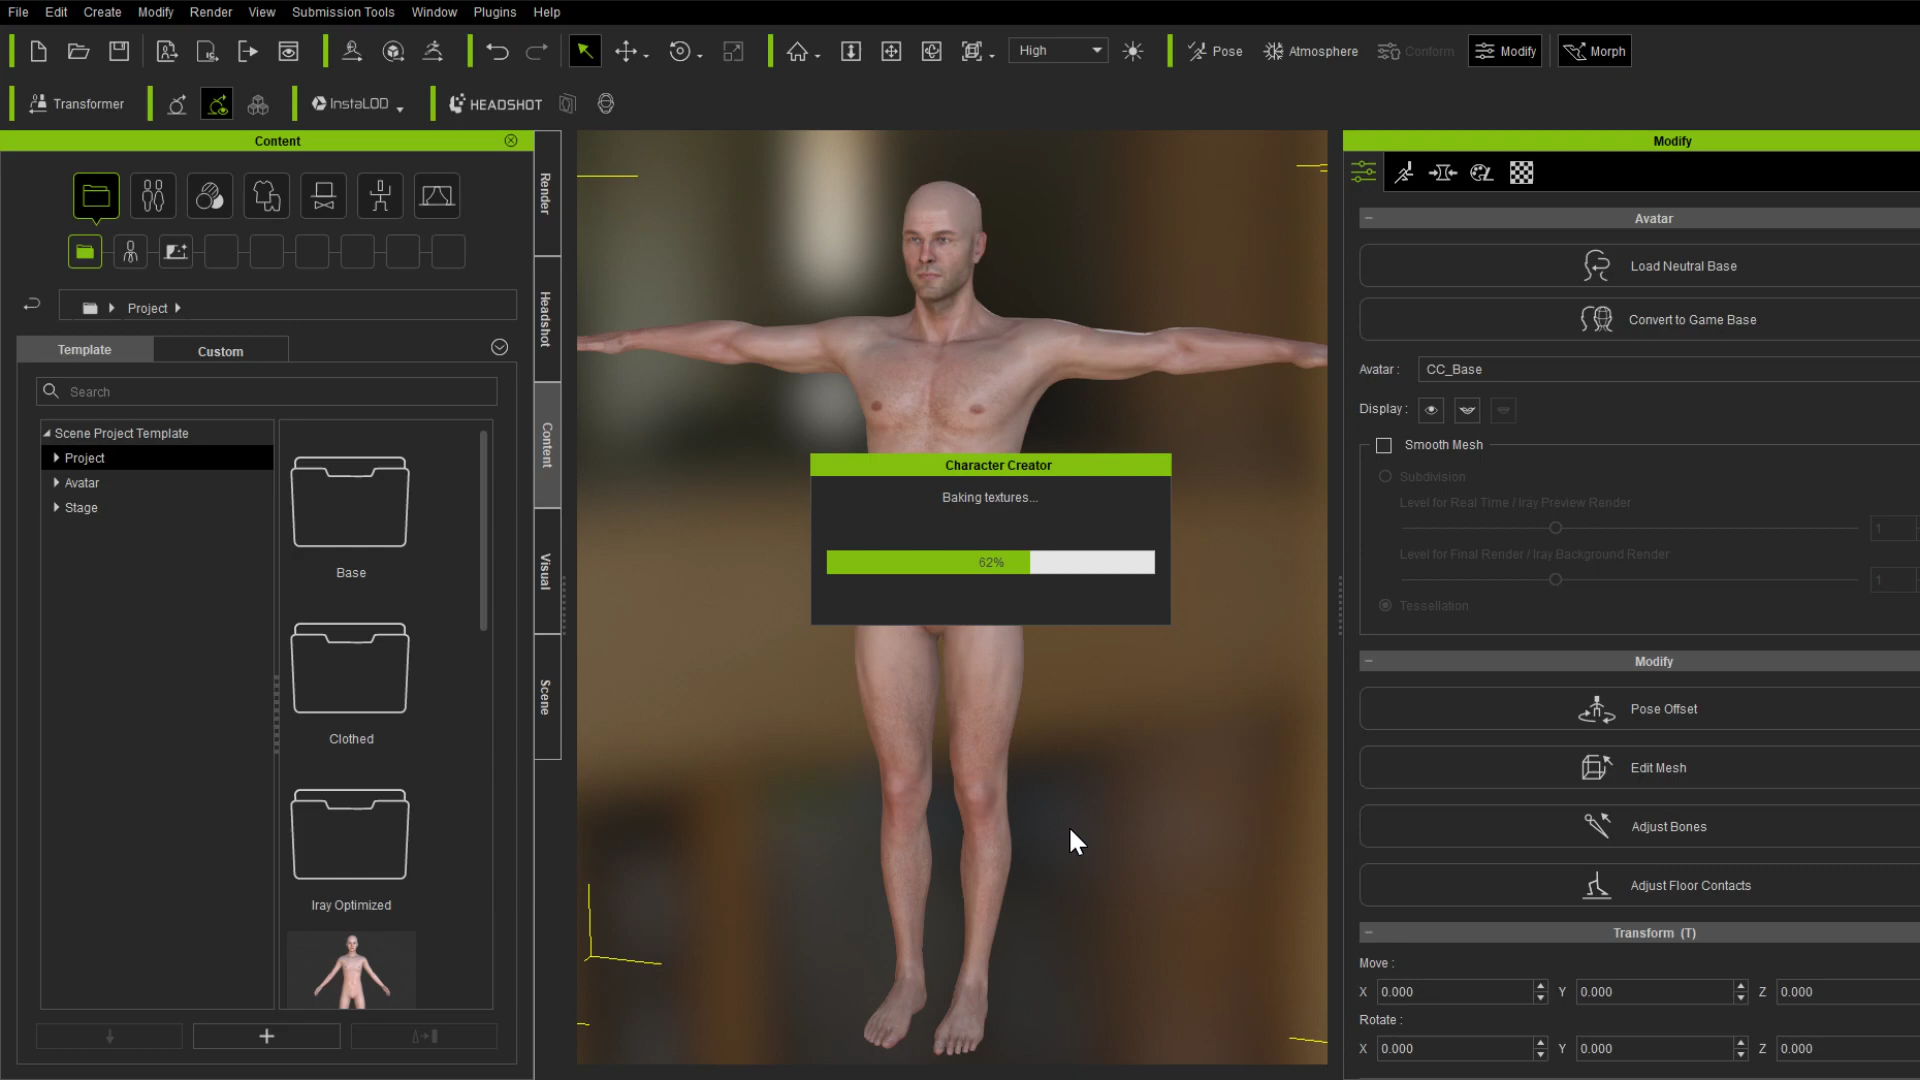 File Edit Create Modify Render View Submission Tools Window Plugins Help
High Pose Atmosphere Conform Modify Morph
Transformer InstaLOD HEADSHOT
Content
Project
Template Custom
Search
Scene Project Template
Project
Avatar
Stage
Base
Clothed
Iray Optimized
Render
Headshot
Content
Visual
Scene
Character Creator
Baking textures...
62%
Modify
Avatar
Load Neutral Base
Convert to Game Base
Avatar : CC_Base
Display :
Smooth Mesh
Subdivision
Level for Real Time / Iray Preview Render
1
Level for Final Render / Iray Background Render
1
Tessellation
Modify
Pose Offset
Edit Mesh
Adjust Bones
Adjust Floor Contacts
Transform (T)
Move :
X 0.000 Y 0.000 Z 0.000
Rotate :
X 0.000 Y 0.000 Z 0.000